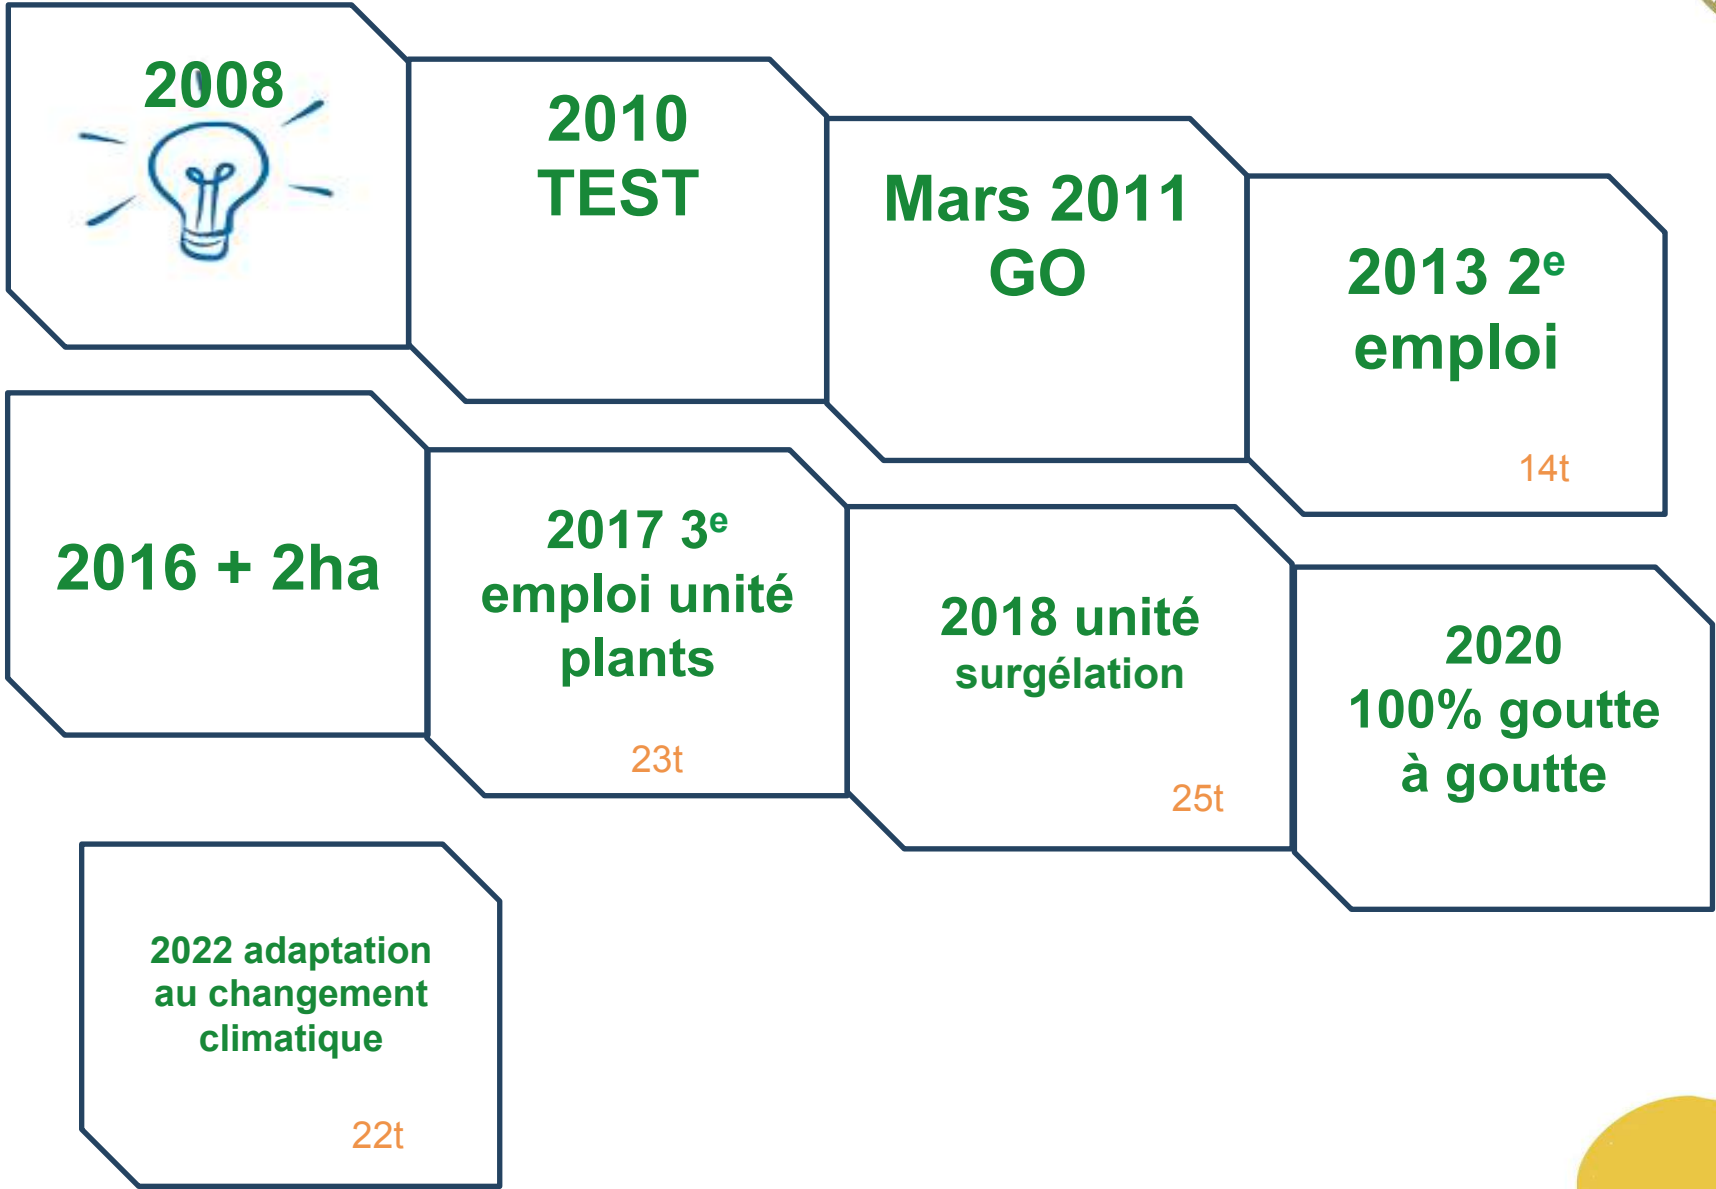 2008
2010
TEST
Mars 2011
GO
2013 2e
emploi
14t
2016 + 2ha
2017 3e
emploi unité
plants
23t
2018 unité
surgélation
25t
2020
100% goutte
à goutte
2022 adaptation
au changement
climatique
22t